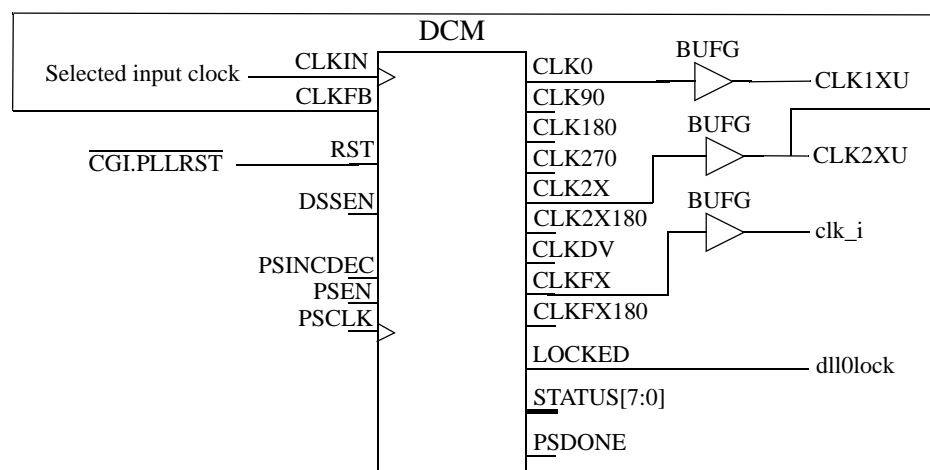 DCM
BUFG
CLKIN
CLK0
Selected input clock
CLK1XU
CLKFB
CLK90
CLK180
BUFG
RST
CLK270
CGI.PLLRST
CLK2XU
CLK2X
DSSEN
BUFG
CLK2X180
clk_i
CLKDV
PSINCDEC
CLKFX
PSEN
CLKFX180
PSCLK
LOCKED
dll0lock
STATUS[7:0]
PSDONE